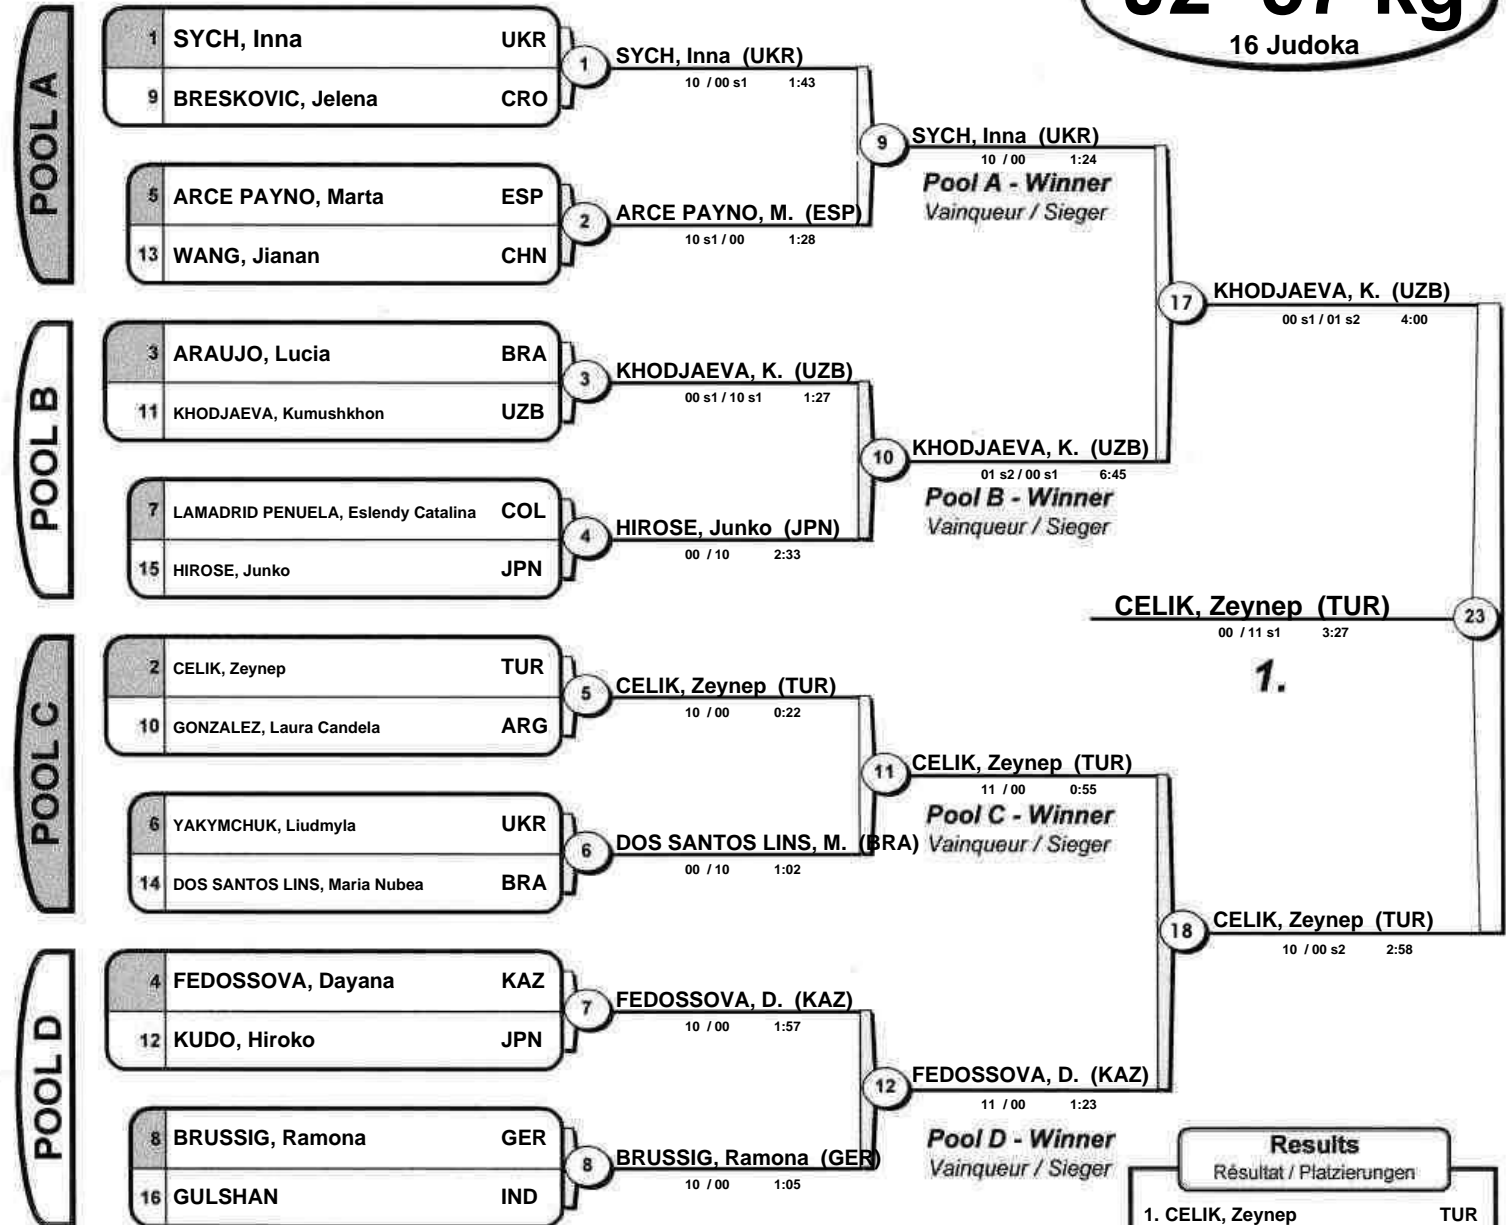 16 Judoka
POOL A
1 SYCH, Inna UKR
9 BRESKOVIC, Jelena CRO
1
SYCH, Inna (UKR)
10 / 00 s1 1:43
5 ARCE PAYNO, Marta ESP
13 WANG, Jianan CHN
2
ARCE PAYNO, M. (ESP)
10 s1 / 00 1:28
9
SYCH, Inna (UKR)
10 / 00 1:24
Pool A - Winner
Vainqueur / Sieger
POOL B
3 ARAUJO, Lucia BRA
11 KHODJAEVA, Kumushkhon UZB
3
KHODJAEVA, K. (UZB)
00 s1 / 10 s1 1:27
7 LAMADRID PENUELA, Eslendy Catalina COL
15 HIROSE, Junko JPN
4
HIROSE, Junko (JPN)
00 / 10 2:33
10
KHODJAEVA, K. (UZB)
01 s2 / 00 s1 6:45
Pool B - Winner
Vainqueur / Sieger
17
KHODJAEVA, K. (UZB)
00 s1 / 01 s2 4:00
CELIK, Zeynep (TUR)
00 / 11 s1 3:27
23
1.
POOL C
2 CELIK, Zeynep TUR
10 GONZALEZ, Laura Candela ARG
5
CELIK, Zeynep (TUR)
10 / 00 0:22
6 YAKYMCHUK, Liudmyla UKR
14 DOS SANTOS LINS, Maria Nubea BRA
6
DOS SANTOS LINS, M. (BRA)
00 / 10 1:02
11
CELIK, Zeynep (TUR)
11 / 00 0:55
Pool C - Winner
Vainqueur / Sieger
POOL D
4 FEDOSSOVA, Dayana KAZ
12 KUDO, Hiroko JPN
7
FEDOSSOVA, D. (KAZ)
10 / 00 1:57
8 BRUSSIG, Ramona GER
16 GULSHAN IND
8
BRUSSIG, Ramona (GER)
10 / 00 1:05
12
FEDOSSOVA, D. (KAZ)
11 / 00 1:23
Pool D - Winner
Vainqueur / Sieger
18
CELIK, Zeynep (TUR)
10 / 00 s2 2:58
Results
Résultat / Platzierungen
1. CELIK, Zeynep TUR